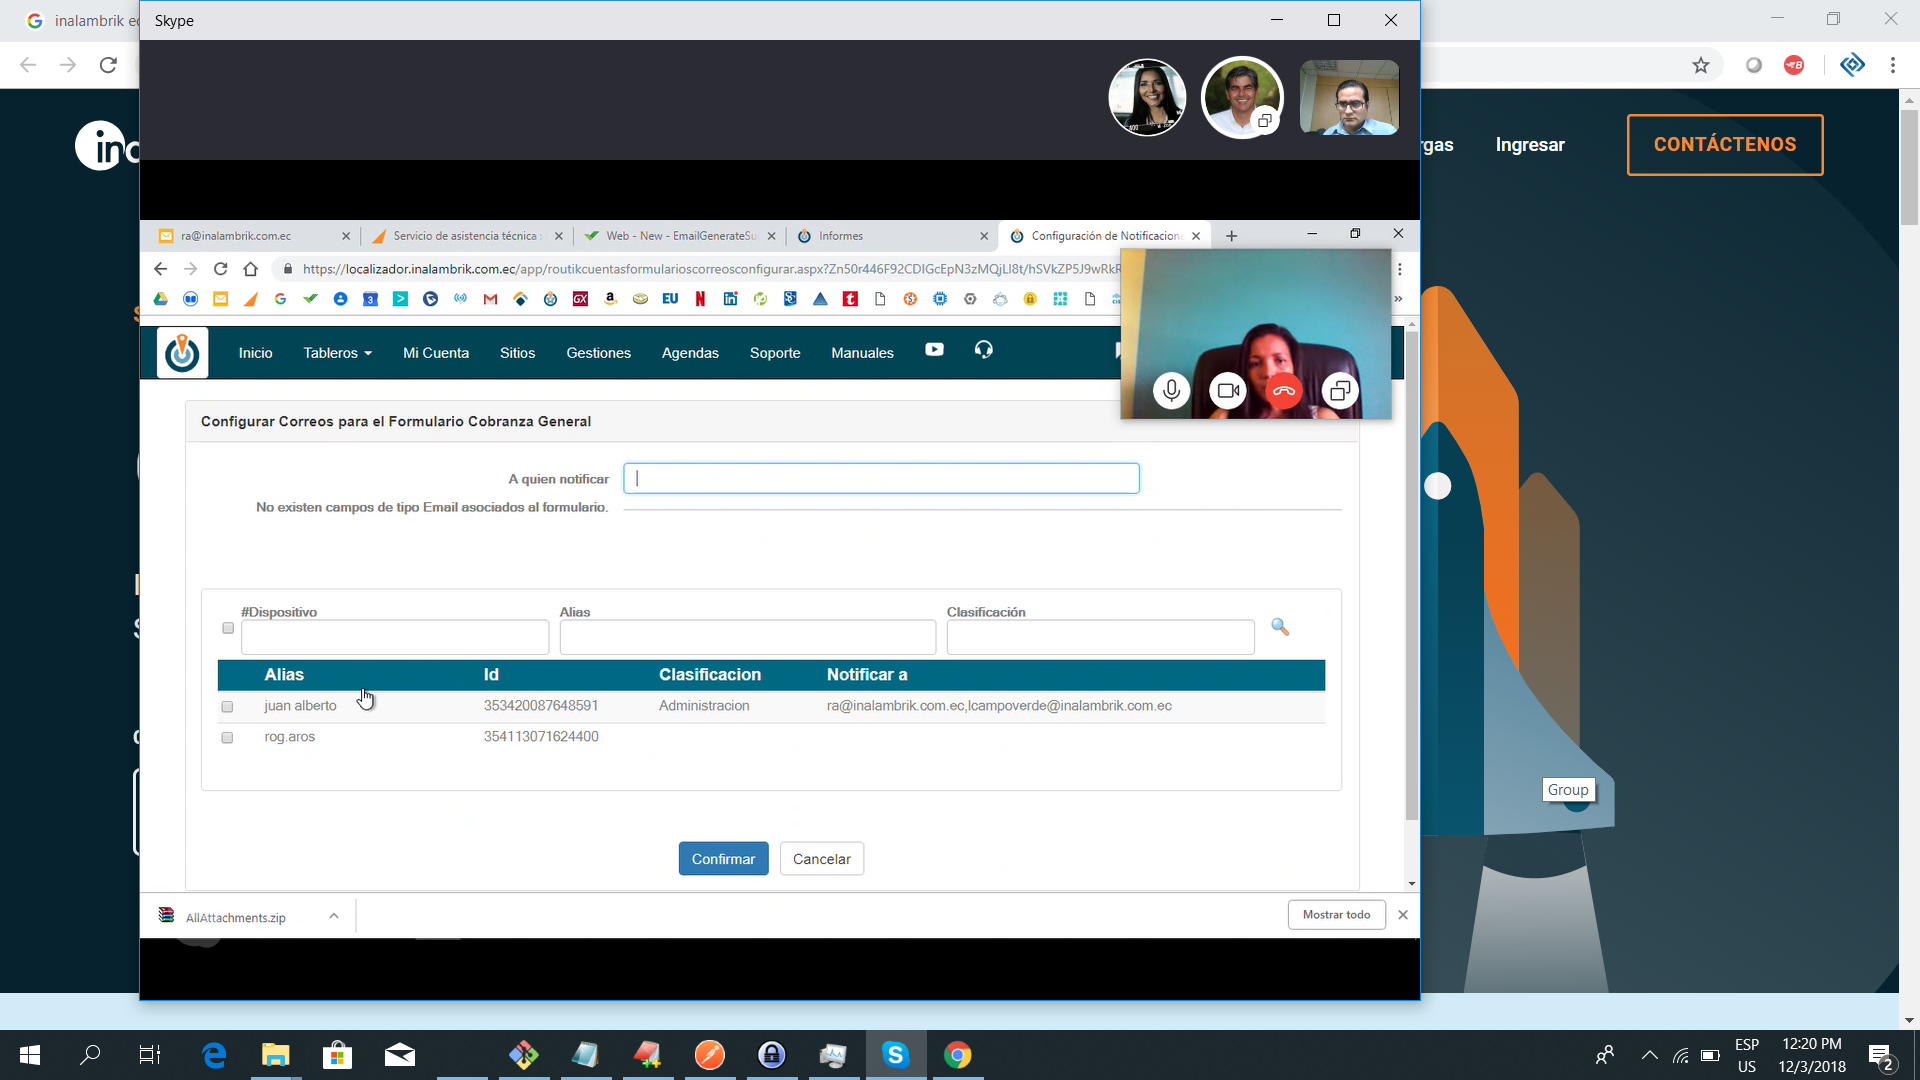 inalambrik
Skype
rgas
Ingresar
CONTÁCTENOS
ra@inalambrik.com.ec
Servicio de asistencia técnica
Web - New - EmailGenerateSu
Informes
Configuración de Notificacion
https://localizador.inalambrik.com.ec/app/routikcuentasformularioscorreosconfigurar.aspx?Zn50r446F92CDIGcEpN3zMQjLl8t/hSVkZP5J9wRkR
Inicio
Tableros
Mi Cuenta
Sitios
Gestiones
Agendas
Soporte
Manuales
Configurar Correos para el Formulario Cobranza General
A quien notificar
No existen campos de tipo Email asociados al formulario.
#Dispositivo
Alias
Clasificación
Alias Id Clasificacion Notificar a
juan alberto 353420087648591 Administracion ra@inalambrik.com.ec,lcampoverde@inalambrik.com.ec
rog.aros 354113071624400
Group
Confirmar
Cancelar
AllAttachments.zip
Mostrar todo
ESP
US
12:20 PM
12/3/2018
2